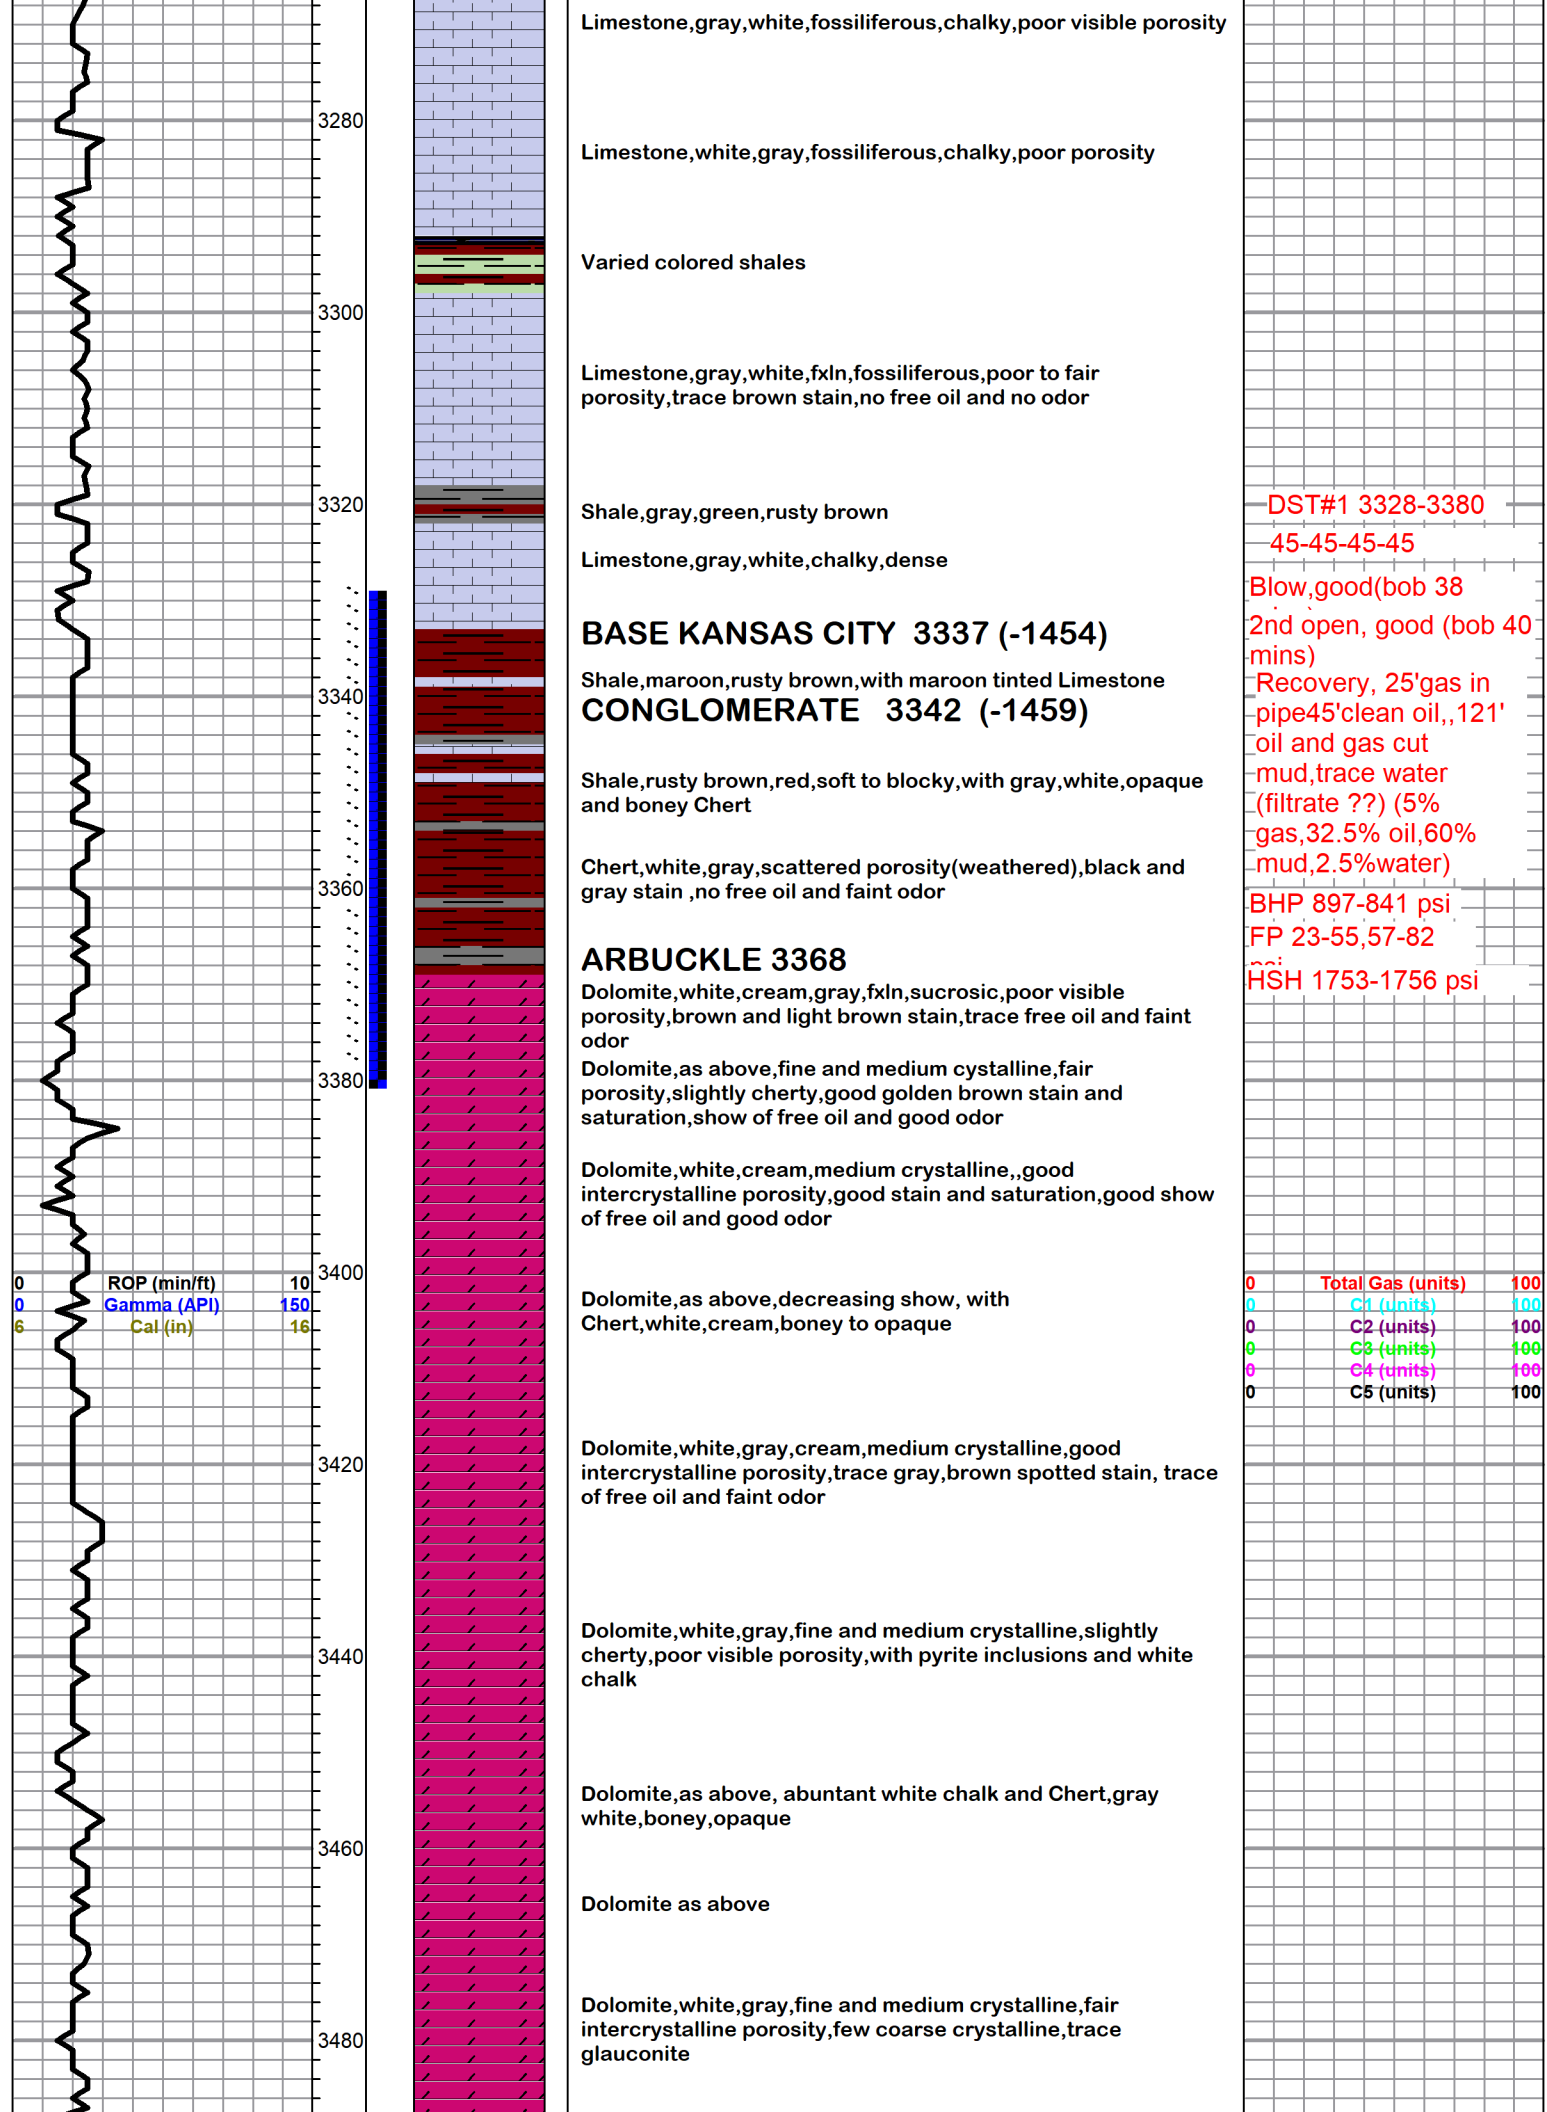 Limestone,gray,white,fossiliferous,chalky,poor visible porosity
3280
Limestone,white,gray,fossiliferous,chalky,poor porosity
Varied colored shales
3300
Limestone,gray,white,fxln,fossiliferous,poor to fair
porosity,trace brown stain,no free oil and no odor
3320
Shale,gray,green,rusty brown
Limestone,gray,white,chalky,dense
BASE KANSAS CITY 3337 (-1454)
Shale,maroon,rusty brown,with maroon tinted Limestone
3340
CONGLOMERATE 3342 (-1459)
Shale,rusty brown,red,soft to blocky,with gray,white,opaque
and boney Chert
Chert,white,gray,scattered porosity(weathered),black and
gray stain ,no free oil and faint odor
3360
DST#1 3328-3380
45-45-45-45
Blow,good(bob 38
2nd open, good (bob 40
mins)
Recovery, 25'gas in
pipe45'clean oil,,121'
oil and gas cut
mud,trace water
(filtrate ??) (5%
gas,32.5% oil,60%
mud,2.5%water)
BHP 897-841 psi
FP 23-55,57-82
HSH 1753-1756 psi
ARBUCKLE 3368
Dolomite,white,cream,gray,fxln,sucrosic,poor visible
porosity,brown and light brown stain,trace free oil and faint
odor
Dolomite,as above,fine and medium cystalline,fair
porosity,slightly cherty,good golden brown stain and
saturation,show of free oil and good odor
3380
Dolomite,white,cream,medium crystalline,,good
intercrystalline porosity,good stain and saturation,good show
of free oil and good odor
3400
0 ROP (min/ft) 10
0 Gamma (API) 150
6 Cal (in) 16
Dolomite,as above,decreasing show, with
Chert,white,cream,boney to opaque
0 Total Gas (units) 100
0 C1 (units) 100
0 C2 (units) 100
0 C3 (units) 100
0 C4 (units) 100
0 C5 (units) 100
3420
Dolomite,white,gray,cream,medium crystalline,good
intercrystalline porosity,trace gray,brown spotted stain, trace
of free oil and faint odor
Dolomite,white,gray,fine and medium crystalline,slightly
cherty,poor visible porosity,with pyrite inclusions and white
chalk
3440
Dolomite,as above, abuntant white chalk and Chert,gray
white,boney,opaque
3460
Dolomite as above
Dolomite,white,gray,fine and medium crystalline,fair
intercrystalline porosity,few coarse crystalline,trace
glauconite
3480